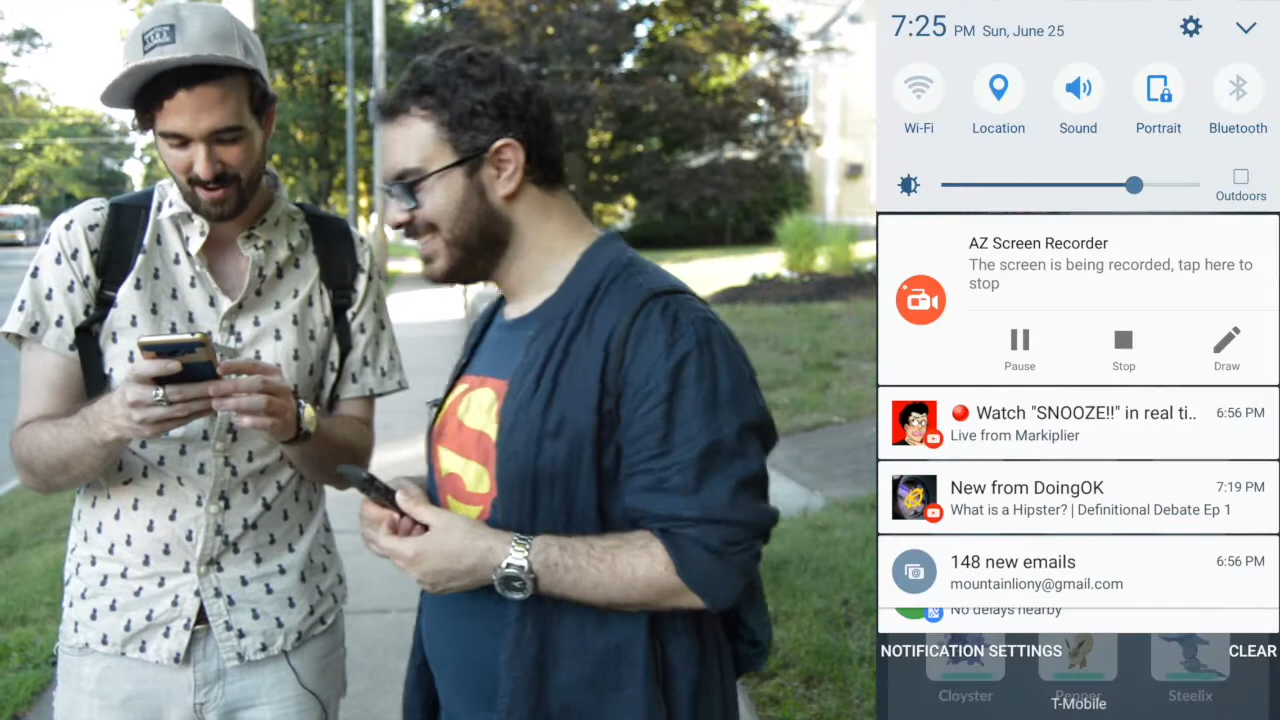 7:25 PM Sun, June 25
Wi-Fi
Location
Sound
Portrait
Bluetooth
Outdoors
AZ Screen Recorder
The screen is being recorded, tap here to
stop
Pause
Stop
Draw
Watch "SNOOZE!!" in real ti..
6:56 PM
Live from Markiplier
New from DoingOK
7:19 PM
What is a Hipster? | Definitional Debate Ep 1
148 new emails
6:56 PM
mountainliony@gmail.com
No delays nearby
NOTIFICATION SETTINGS
CLEAR
Cloyster
Pepper
Steelix
T-Mobile
S